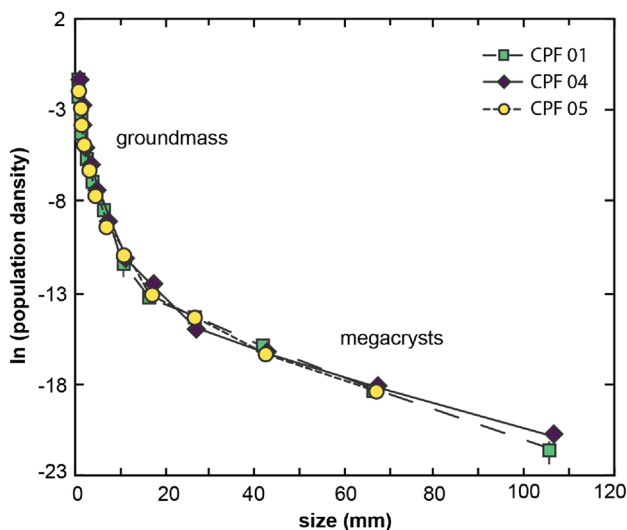 2
-3
-8
-13
-18
-23
ln (population dansity)
CPF 01
CPF 04
CPF 05
groundmass
megacrysts
0 20 40 60 80 100 120
size (mm)